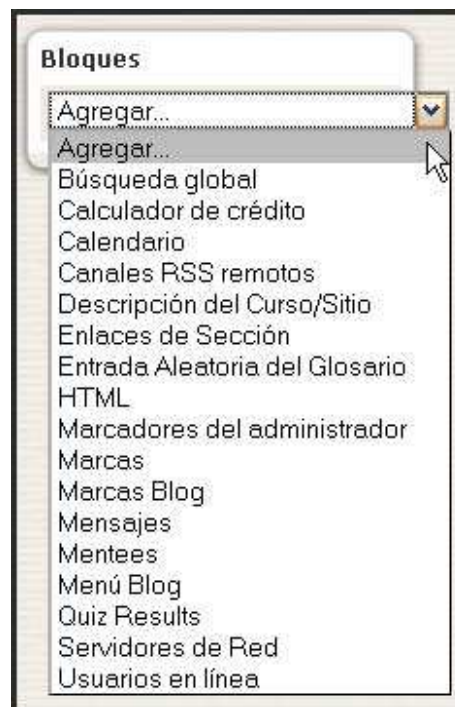 Bloques
Agregar...
Agregar...
Búsqueda global
Calculador de crédito
Calendario
Canales RSS remotos
Descripción del Curso/Sitio
Enlaces de Sección
Entrada Aleatoria del Glosario
HTML
Marcadores del administrador
Marcas
Marcas Blog
Mensajes
Mentees
Menú Blog
Quiz Results
Servidores de Red
Usuarios en línea